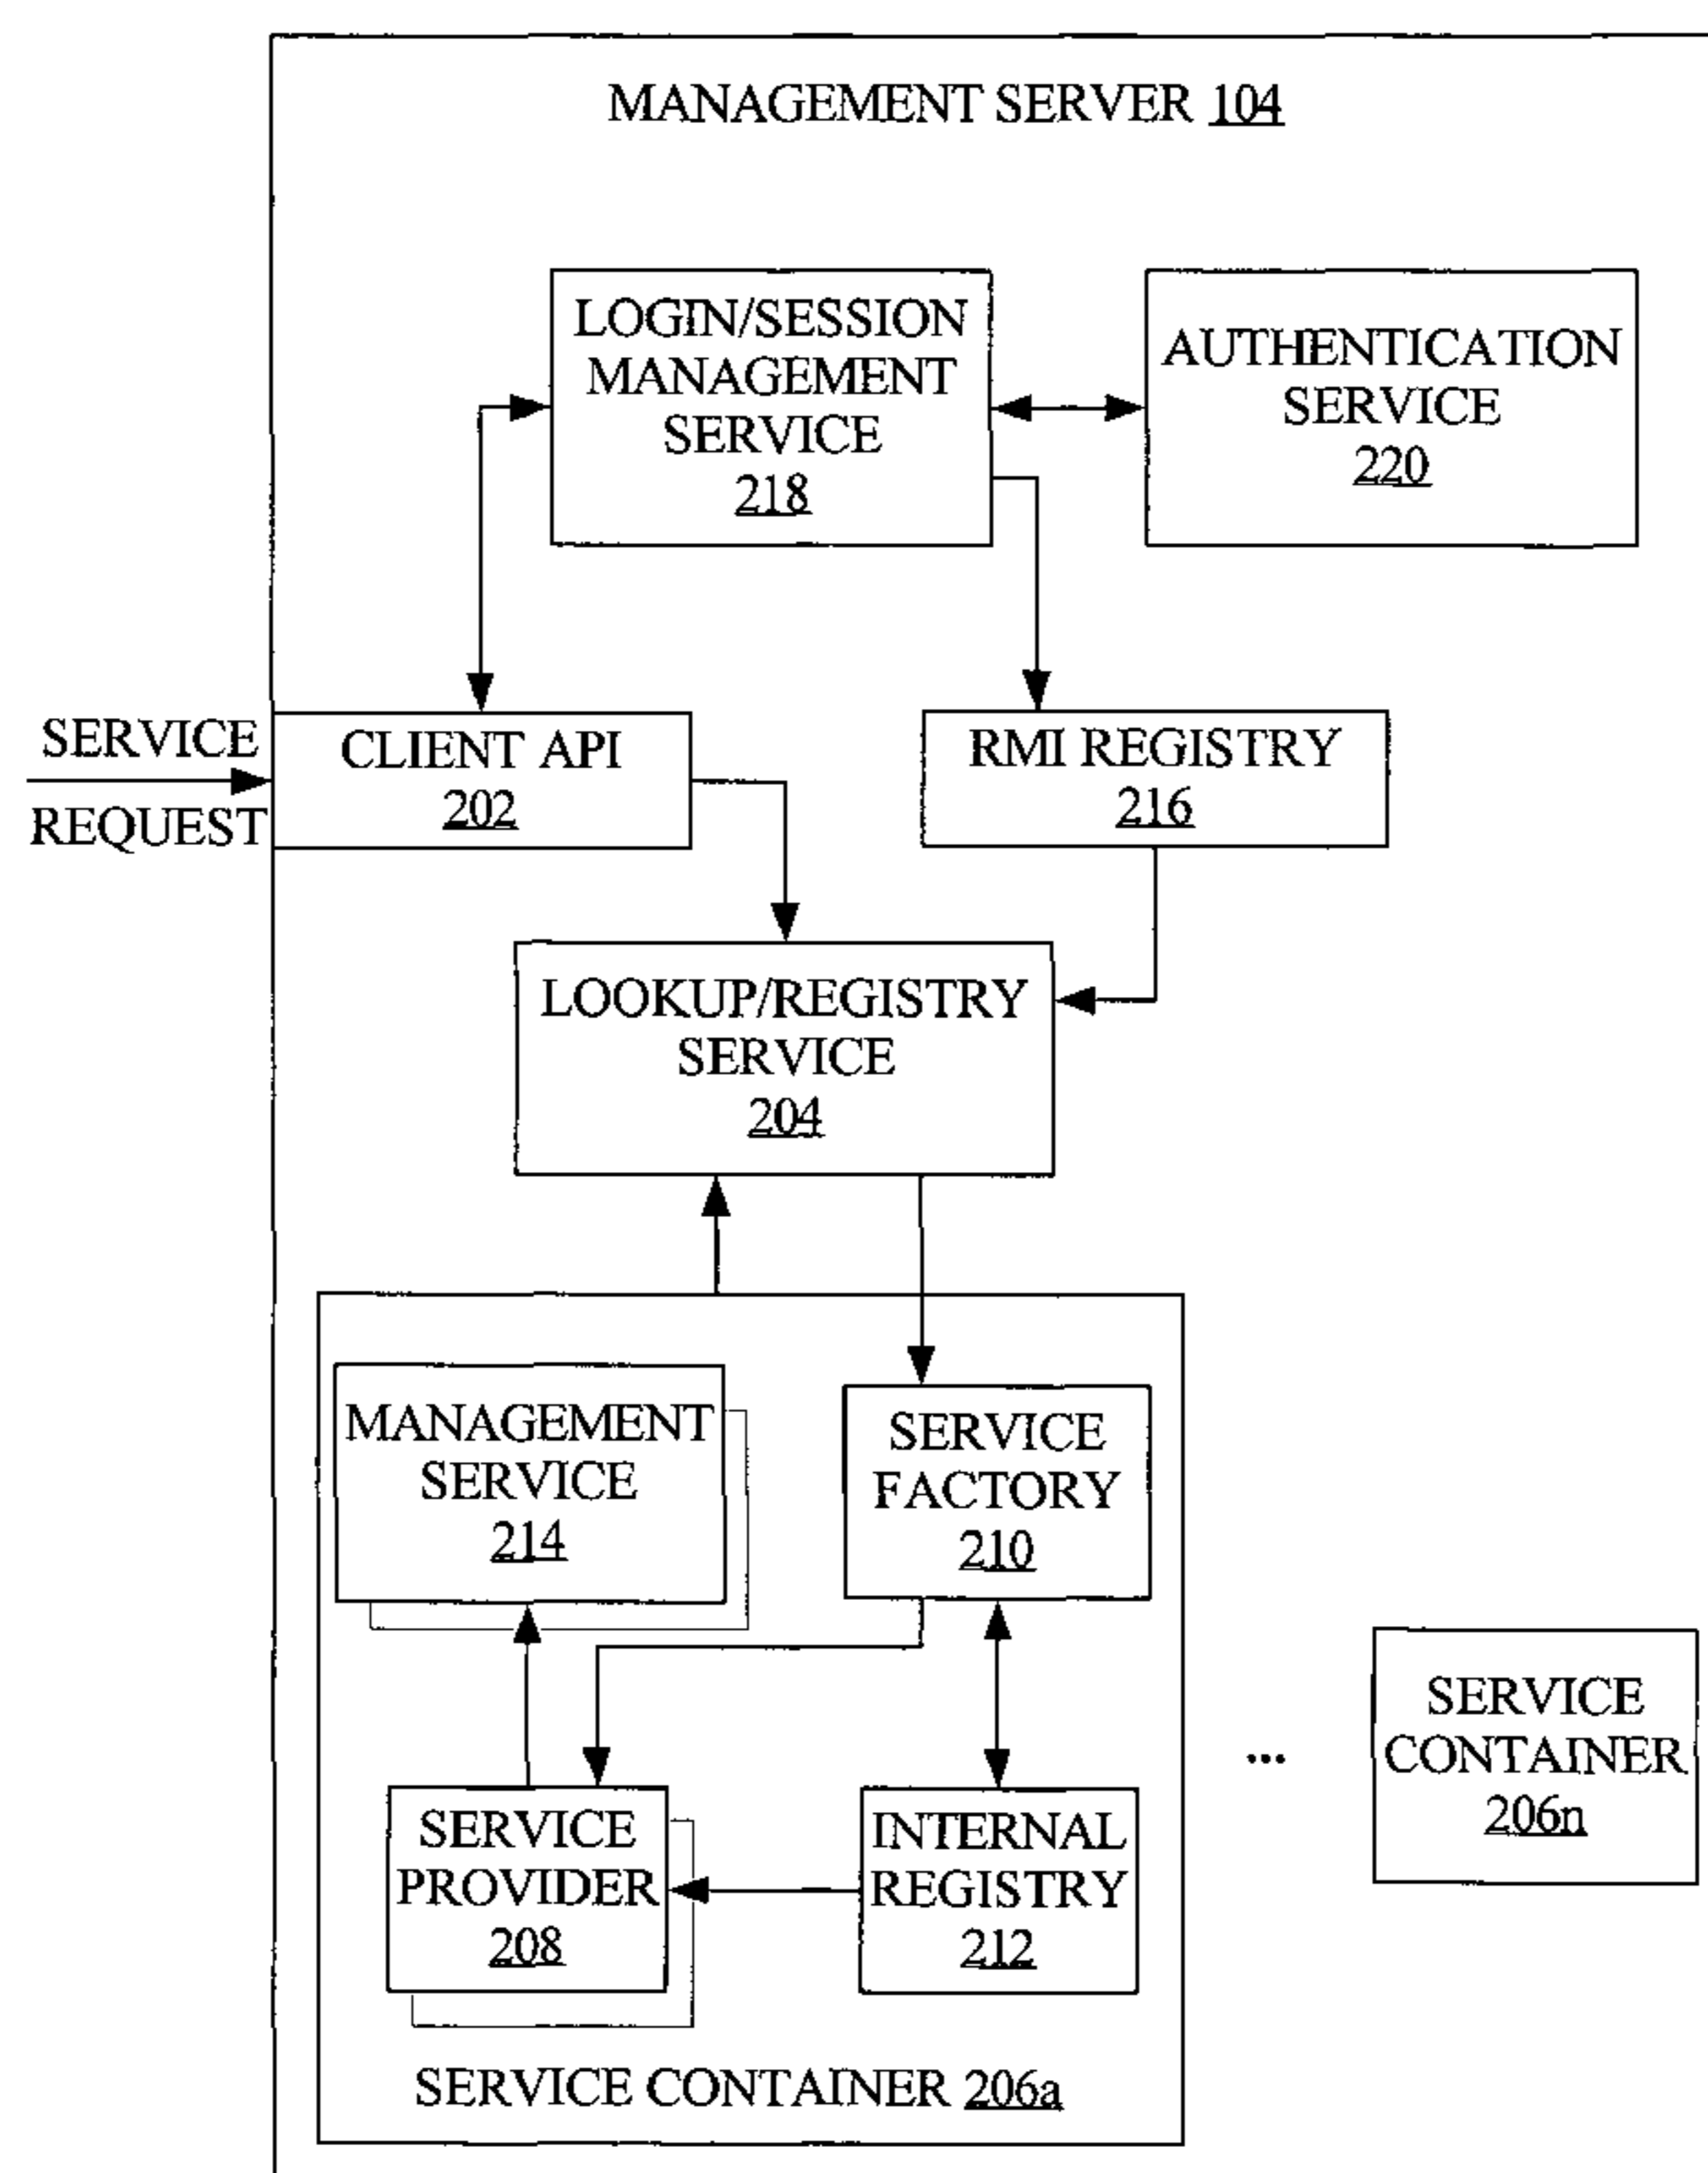 MANAGEMENT SERVER 104
LOGIN/SESSION
MANAGEMENT
SERVICE
218
AUTHENTICATION
SERVICE
220
SERVICE
REQUEST
CLIENT API
202
RMI REGISTRY
216
LOOKUP/REGISTRY
SERVICE
204
MANAGEMENT
SERVICE
214
SERVICE
FACTORY
210
SERVICE
PROVIDER
208
INTERNAL
REGISTRY
212
SERVICE CONTAINER 206a
...
SERVICE
CONTAINER
206n